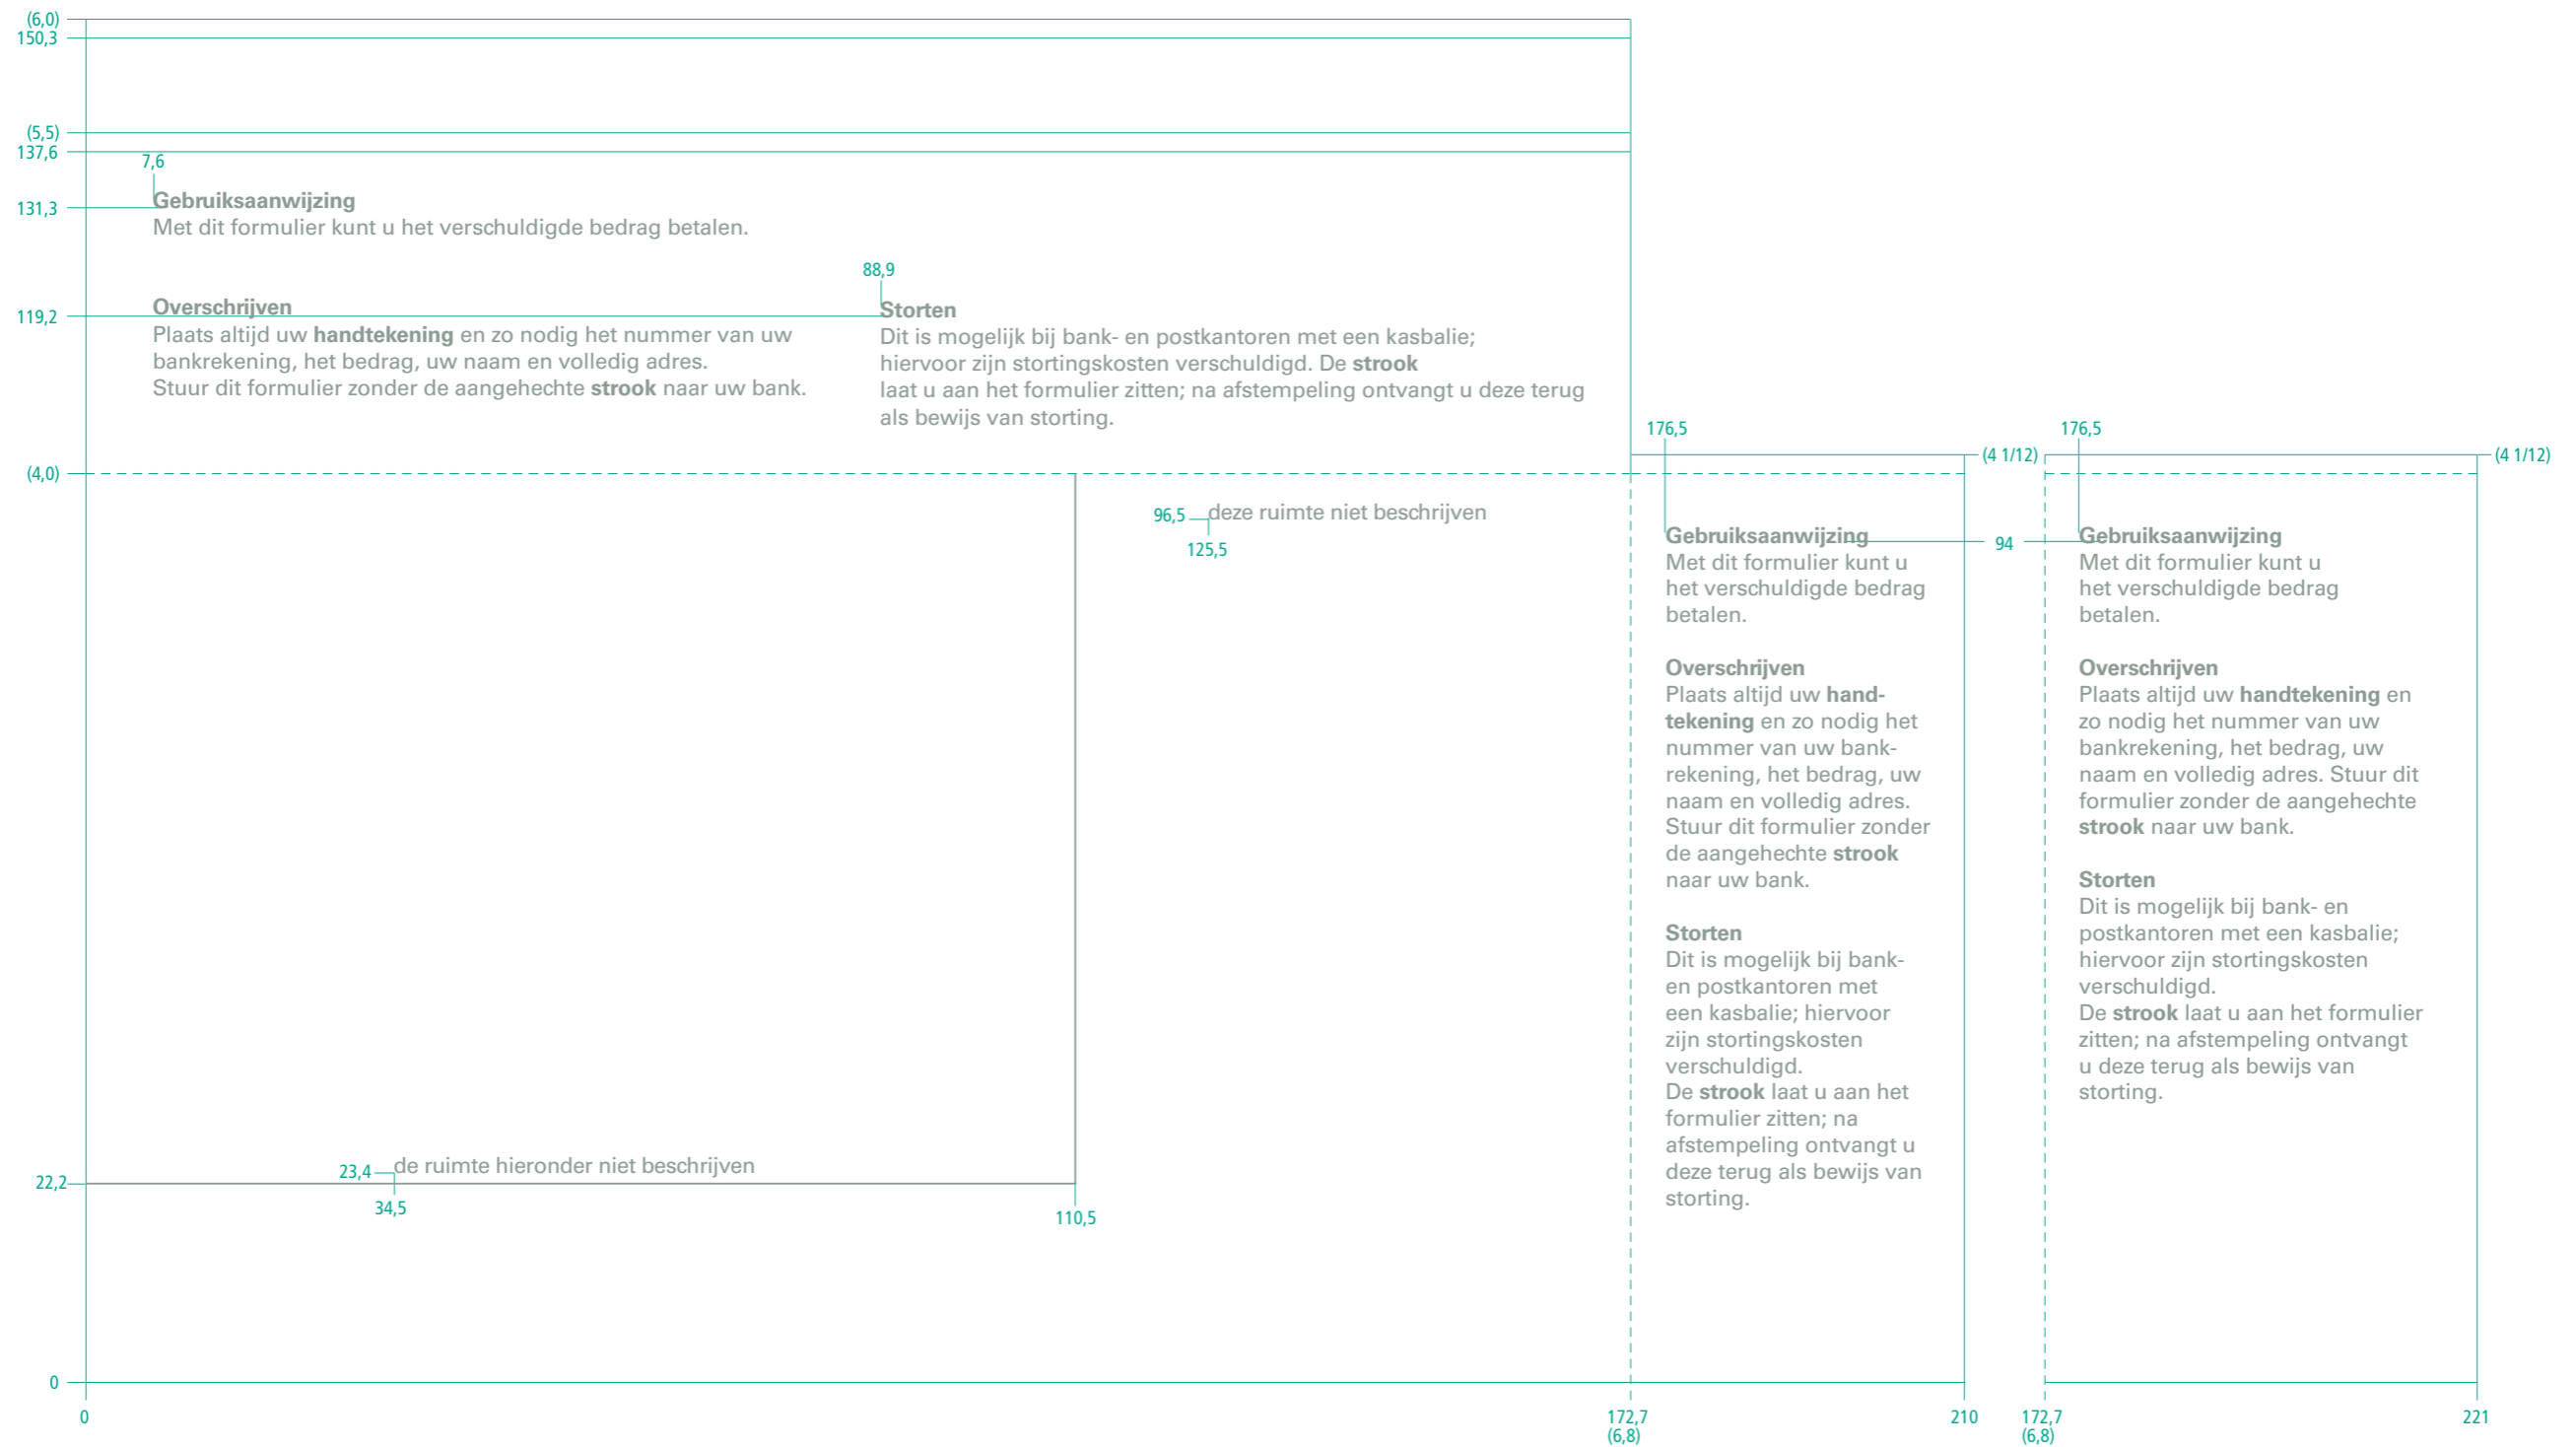 (6,0)
150,3
(5,5)
137,6
7,6
131,3
Gebruiksaanwijzing
Met dit formulier kunt u het verschuldigde bedrag betalen.
88,9
119,2
Overschrijven
Plaats altijd uw handtekening en zo nodig het nummer van uw
bankrekening, het bedrag, uw naam en volledig adres.
Stuur dit formulier zonder de aangehechte strook naar uw bank.
Storten
Dit is mogelijk bij bank- en postkantoren met een kasbalie;
hiervoor zijn stortingskosten verschuldigd. De strook
laat u aan het formulier zitten; na afstempeling ontvangt u deze terug
als bewijs van storting.
(4,0)
96,5
deze ruimte niet beschrijven
125,5
23,4
de ruimte hieronder niet beschrijven
22,2
34,5
110,5
176,5
(4 1/12)
Gebruiksaanwijzing
Met dit formulier kunt u
het verschuldigde bedrag
betalen.
Overschrijven
Plaats altijd uw hand-
tekening en zo nodig het
nummer van uw bank-
rekening, het bedrag, uw
naam en volledig adres.
Stuur dit formulier zonder
de aangehechte strook
naar uw bank.
Storten
Dit is mogelijk bij bank-
en postkantoren met
een kasbalie; hiervoor
zijn stortingskosten
verschuldigd.
De strook laat u aan het
formulier zitten; na
afstempeling ontvangt u
deze terug als bewijs van
storting.
94
176,5
(4 1/12)
Gebruiksaanwijzing
Met dit formulier kunt u
het verschuldigde bedrag
betalen.
Overschrijven
Plaats altijd uw handtekening en
zo nodig het nummer van uw
bankrekening, het bedrag, uw
naam en volledig adres. Stuur dit
formulier zonder de aangehechte
strook naar uw bank.
Storten
Dit is mogelijk bij bank- en
postkantoren met een kasbalie;
hiervoor zijn stortingskosten
verschuldigd.
De strook laat u aan het formulier
zitten; na afstempeling ontvangt
u deze terug als bewijs van
storting.
0
0
172,7
(6,8)
210
172,7
(6,8)
221